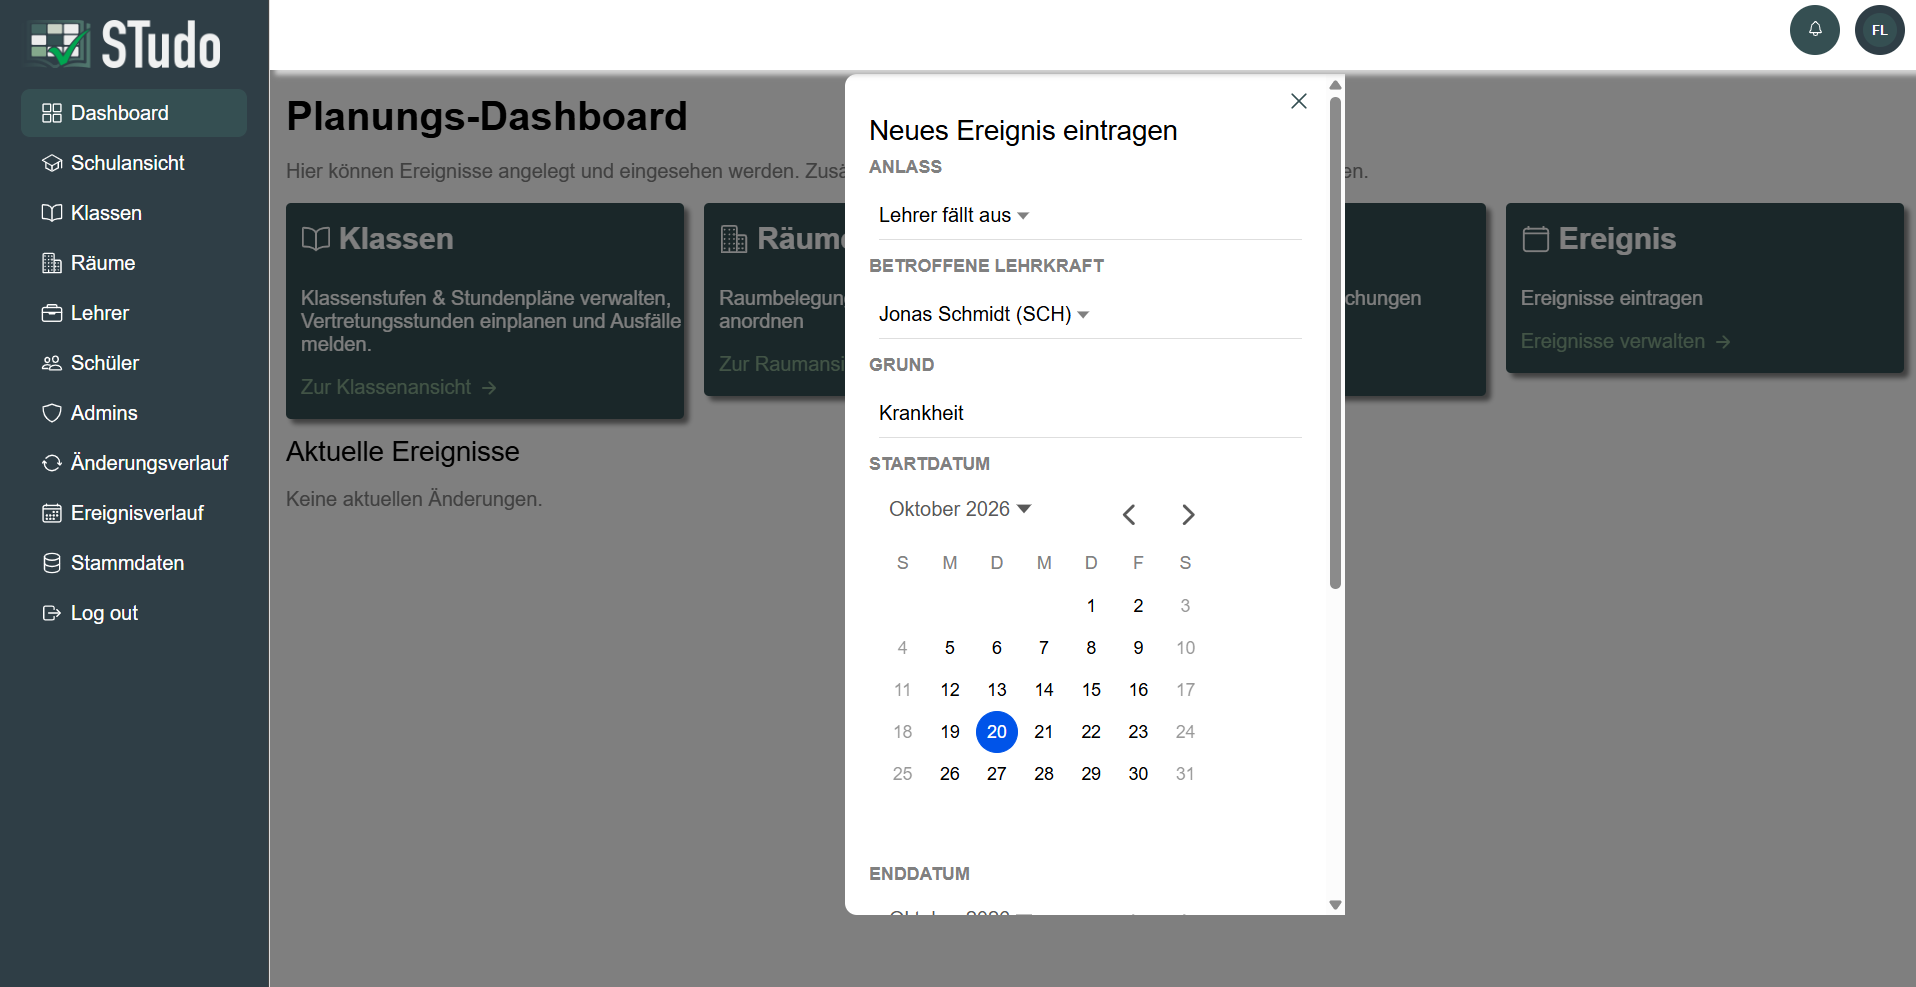 STudo
FL
Dashboard
Schulansicht
Klassen
Räume
Lehrer
Schüler
Admins
Änderungsverlauf
Ereignisverlauf
Stammdaten
Log out
Planungs-Dashboard
Hier können Ereignisse angelegt und eingesehen werden.
en.
Klassen
Klassenstufen & Stundenpläne verwalten,
Vertretungsstunden einplanen und Ausfälle
melden.
Zur Klassenansicht
Räum
Raumbelegun
anordnen
Zur Raumansi
chungen
Ereignis
Ereignisse eintragen
Ereignisse verwalten
Aktuelle Ereignisse
Keine aktuellen Änderungen.
Neues Ereignis eintragen
ANLASS
Lehrer fällt aus
BETROFFENE LEHRKRAFT
Jonas Schmidt (SCH)
GRUND
Krankheit
STARTDATUM
Oktober 2026
S M D M D F S
1 2 3
4 5 6 7 8 9 10
11 12 13 14 15 16 17
18 19 20 21 22 23 24
25 26 27 28 29 30 31
ENDDATUM